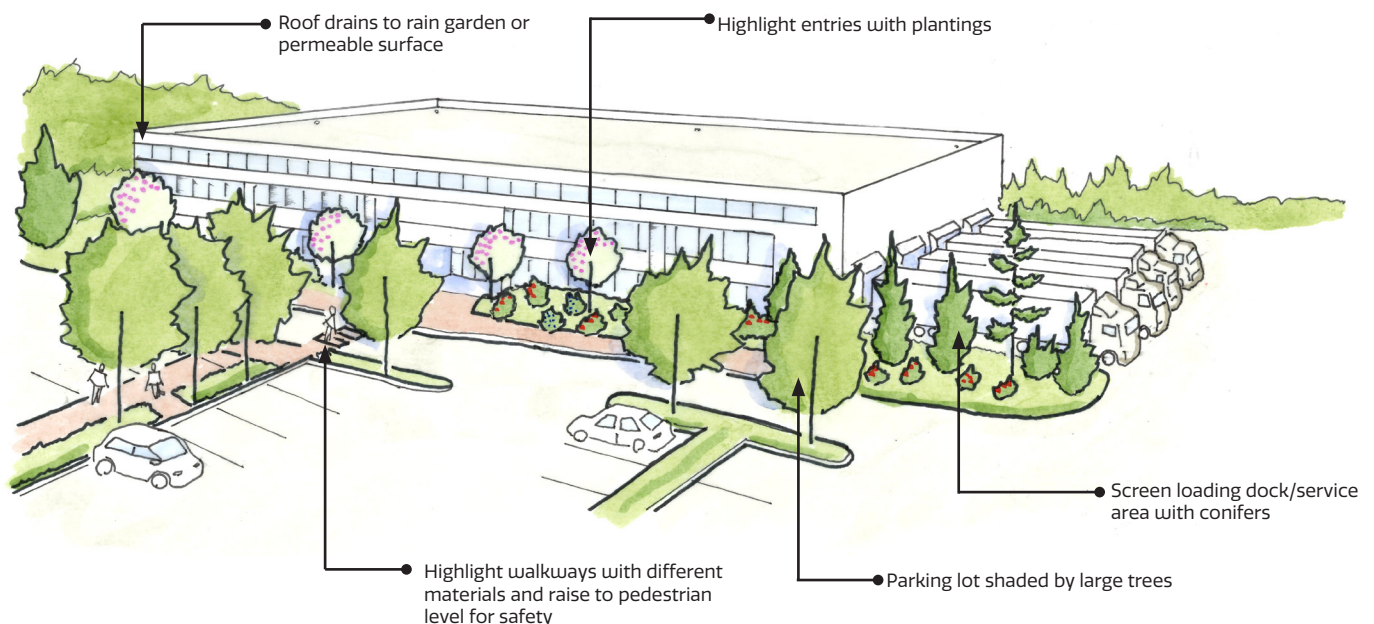 Roof drains to rain garden or
permeable surface
Highlight entries with plantings
Screen loading dock/service
area with conifers
Highlight walkways with different
materials and raise to pedestrian
level for safety
Parking lot shaded by large trees